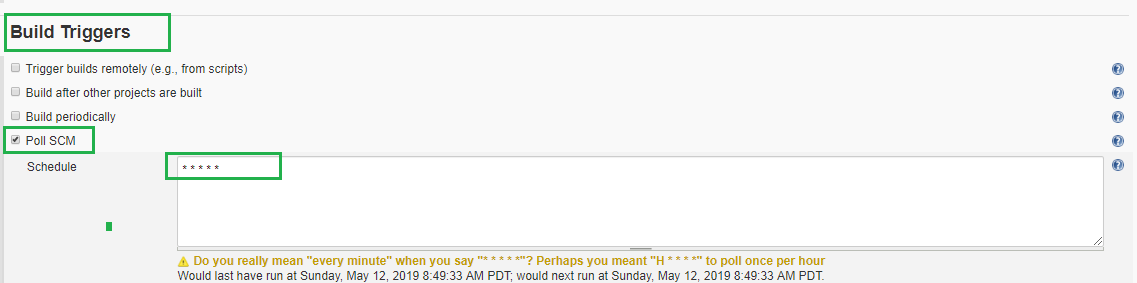 Build Triggers
Trigger builds remotely (e.g., from scripts)
Build after other projects are built
Build periodically
Poll SCM
Schedule
* * * * *
Do you really mean "every minute" when you say "* * * * *"? Perhaps you meant "H * * * *" to poll once per hour
Would last have run at Sunday, May 12, 2019 8:49:33 AM PDT; would next run at Sunday, May 12, 2019 8:49:33 AM PDT.